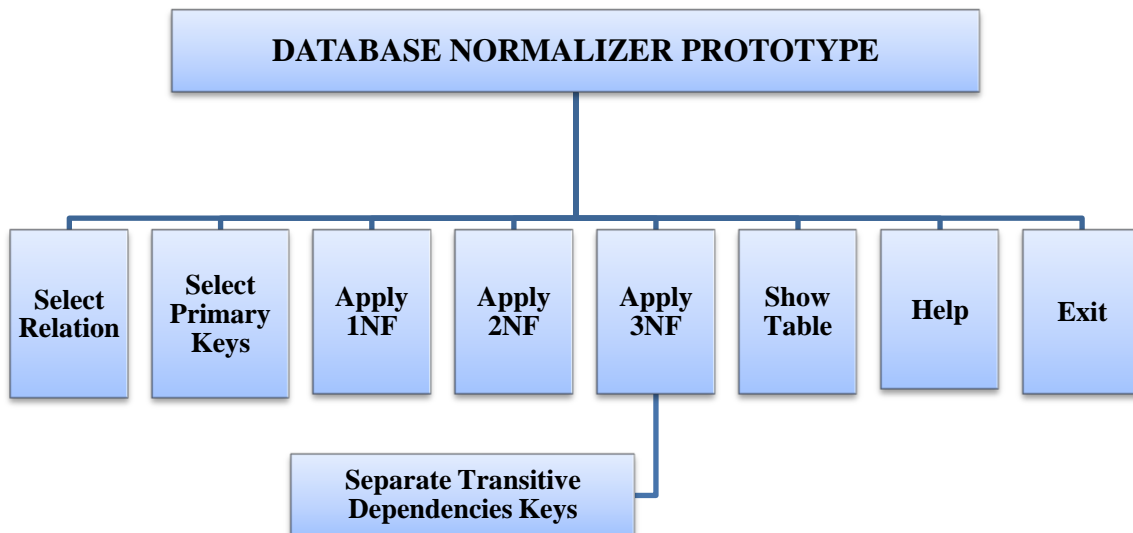 DATABASE NORMALIZER PROTOTYPE
Select
Relation
Select
Primary
Keys
Apply
1NF
Apply
2NF
Apply
3NF
Show
Table
Help
Exit
Separate Transitive
Dependencies Keys